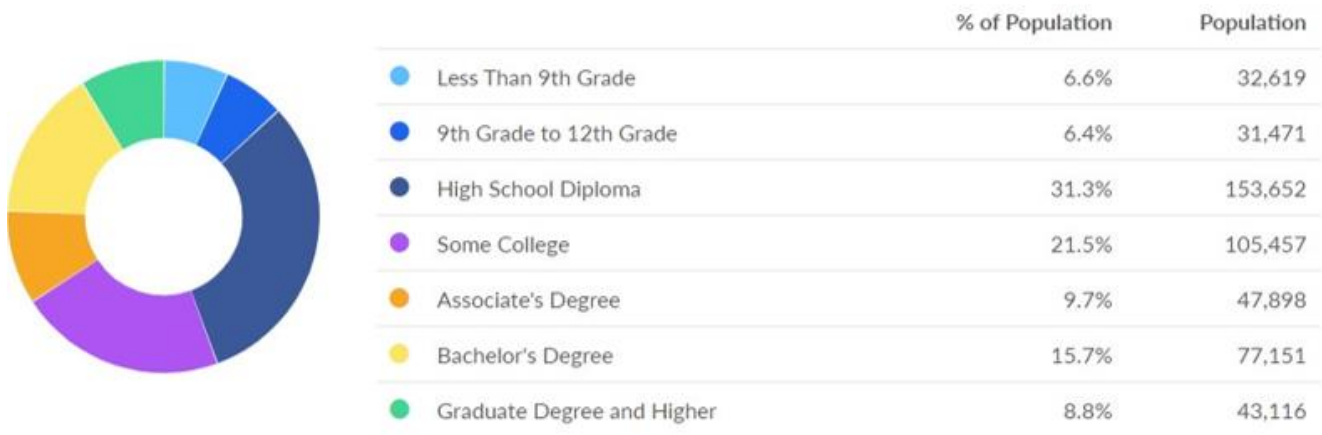 % of Population Population
Less Than 9th Grade 6.6% 32,619
9th Grade to 12th Grade 6.4% 31,471
High School Diploma 31.3% 153,652
Some College 21.5% 105,457
Associate's Degree 9.7% 47,898
Bachelor's Degree 15.7% 77,151
Graduate Degree and Higher 8.8% 43,116